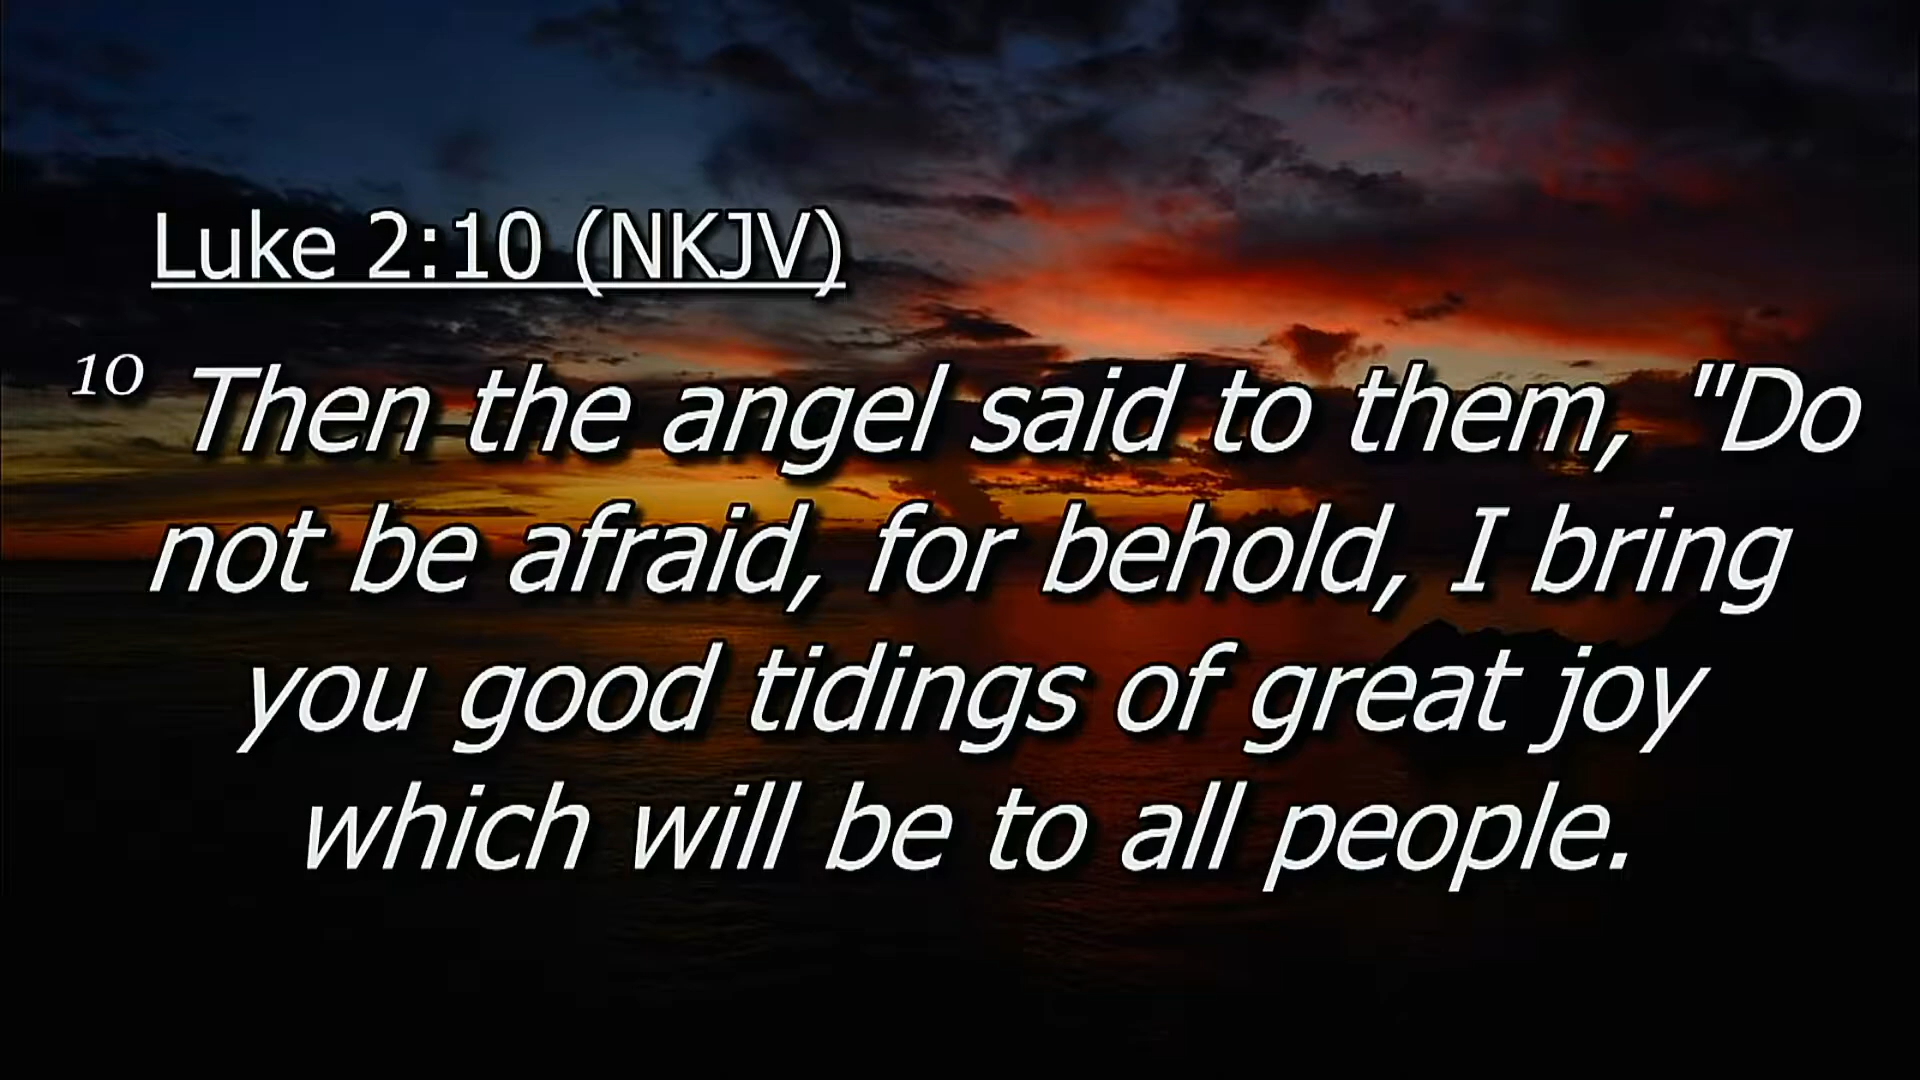 Luke 2:10 (NKJV)
10 Then the angel said to them, "Do
not be afraid, for behold, I bring
you good tidings of great joy
which will be to all people.